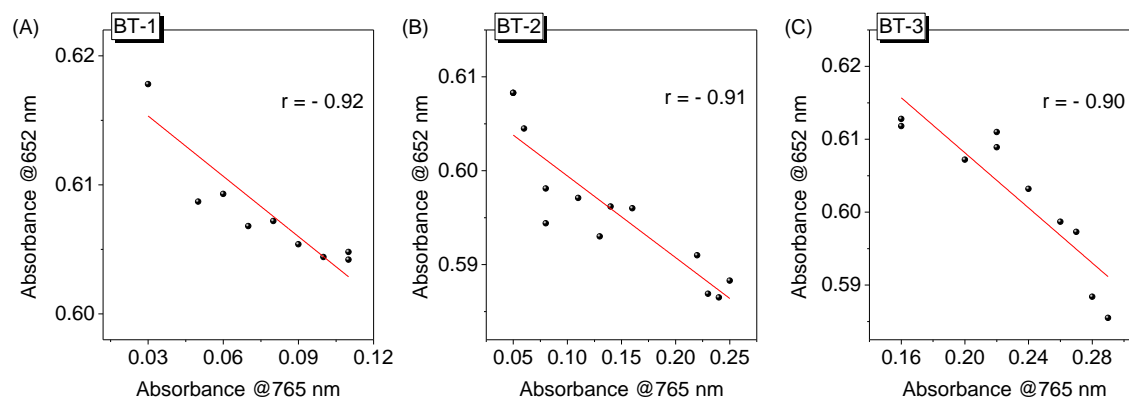 (A)
BT-1
r = - 0.92
0.62
0.61
0.60
Absorbance @652 nm
0.03
0.06
0.09
0.12
Absorbance @765 nm
(B)
BT-2
r = - 0.91
0.61
0.60
0.59
Absorbance @652 nm
0.05
0.10
0.15
0.20
0.25
Absorbance @765 nm
(C)
BT-3
r = - 0.90
0.62
0.61
0.60
0.59
Absorbance @652 nm
0.16
0.20
0.24
0.28
Absorbance @765 nm